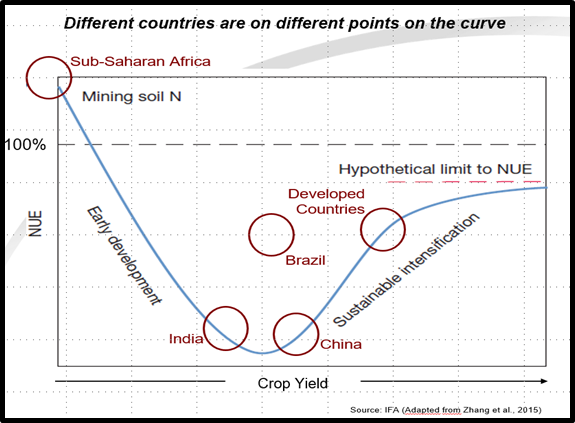 Different countries are on different points on the curve
Sub-Saharan Africa
Mining soil N
100%
Hypothetical limit to NUE
Developed
Countries
NUE
Early development
Brazil
Sustainable intensification
India
China
Crop Yield
Source: IFA (Adapted from Zhang et al., 2015)